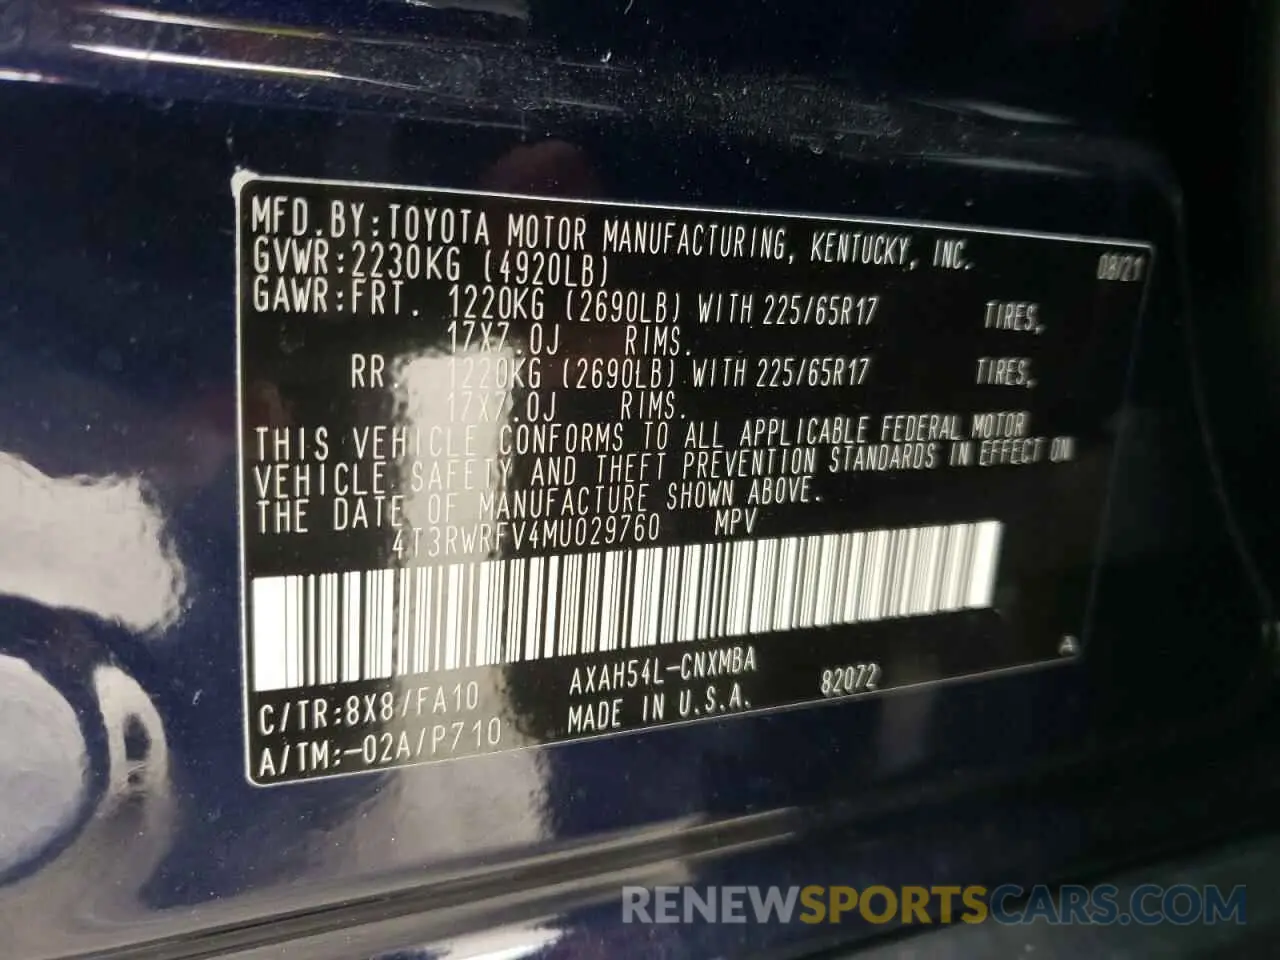 MFD.BY:TOYOTA MOTOR MANUFACTURING, KENTUCKY, INC. 08/21
GVWR:2230KG (4920LB)
GAWR:FRT. 1220KG (2690LB) WITH 225/65R17 TIRES,
17X7.0J RIMS.
RR. 1220KG (2690LB) WITH 225/65R17 TIRES,
17X7.0J RIMS.
THIS VEHICLE CONFORMS TO ALL APPLICABLE FEDERAL MOTOR
VEHICLE SAFETY AND THEFT PREVENTION STANDARDS IN EFFECT ON
THE DATE OF MANUFACTURE SHOWN ABOVE.
4T3RWRFV4MU029760 MPV
A
C/TR:8X8/FA10 AXAH54L-CNXMBA 82072
A/TM:-02A/P710 MADE IN U.S.A.
RENEWSPORTSCARS.COM